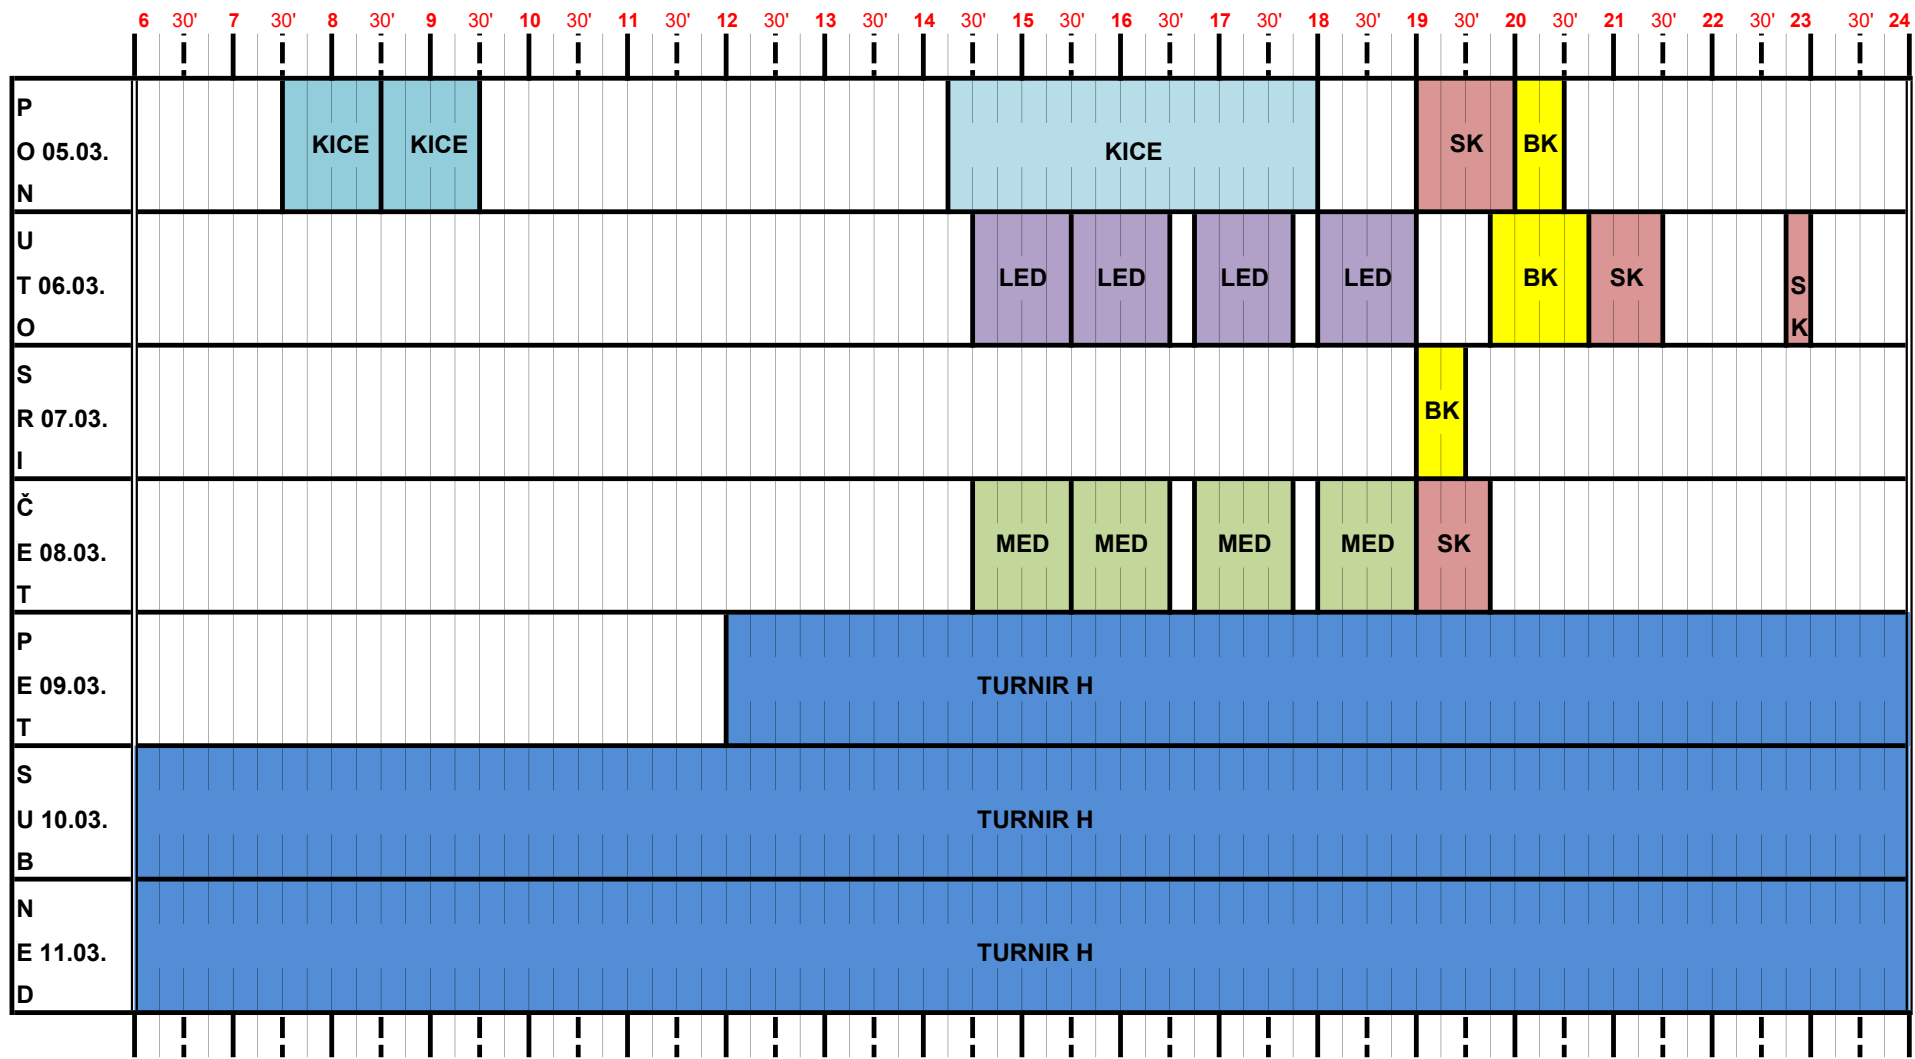 6 30' 7 30' 8 30' 9 30' 10 30' 11 30' 12 30' 13 30' 14 30' 15 30' 16 30' 17 30' 18 30' 19 30' 20 30' 21 30' 22 30' 23 30' 24
P
O 05.03. KICE KICE KICE SK BK
N
U
T 06.03. LED LED LED LED BK SK S
O K
S
R 07.03. BK
I
Č
E 08.03. MED MED MED MED SK
T
P
E 09.03. TURNIR H
T
S
U 10.03. TURNIR H
B
N
E 11.03. TURNIR H
D